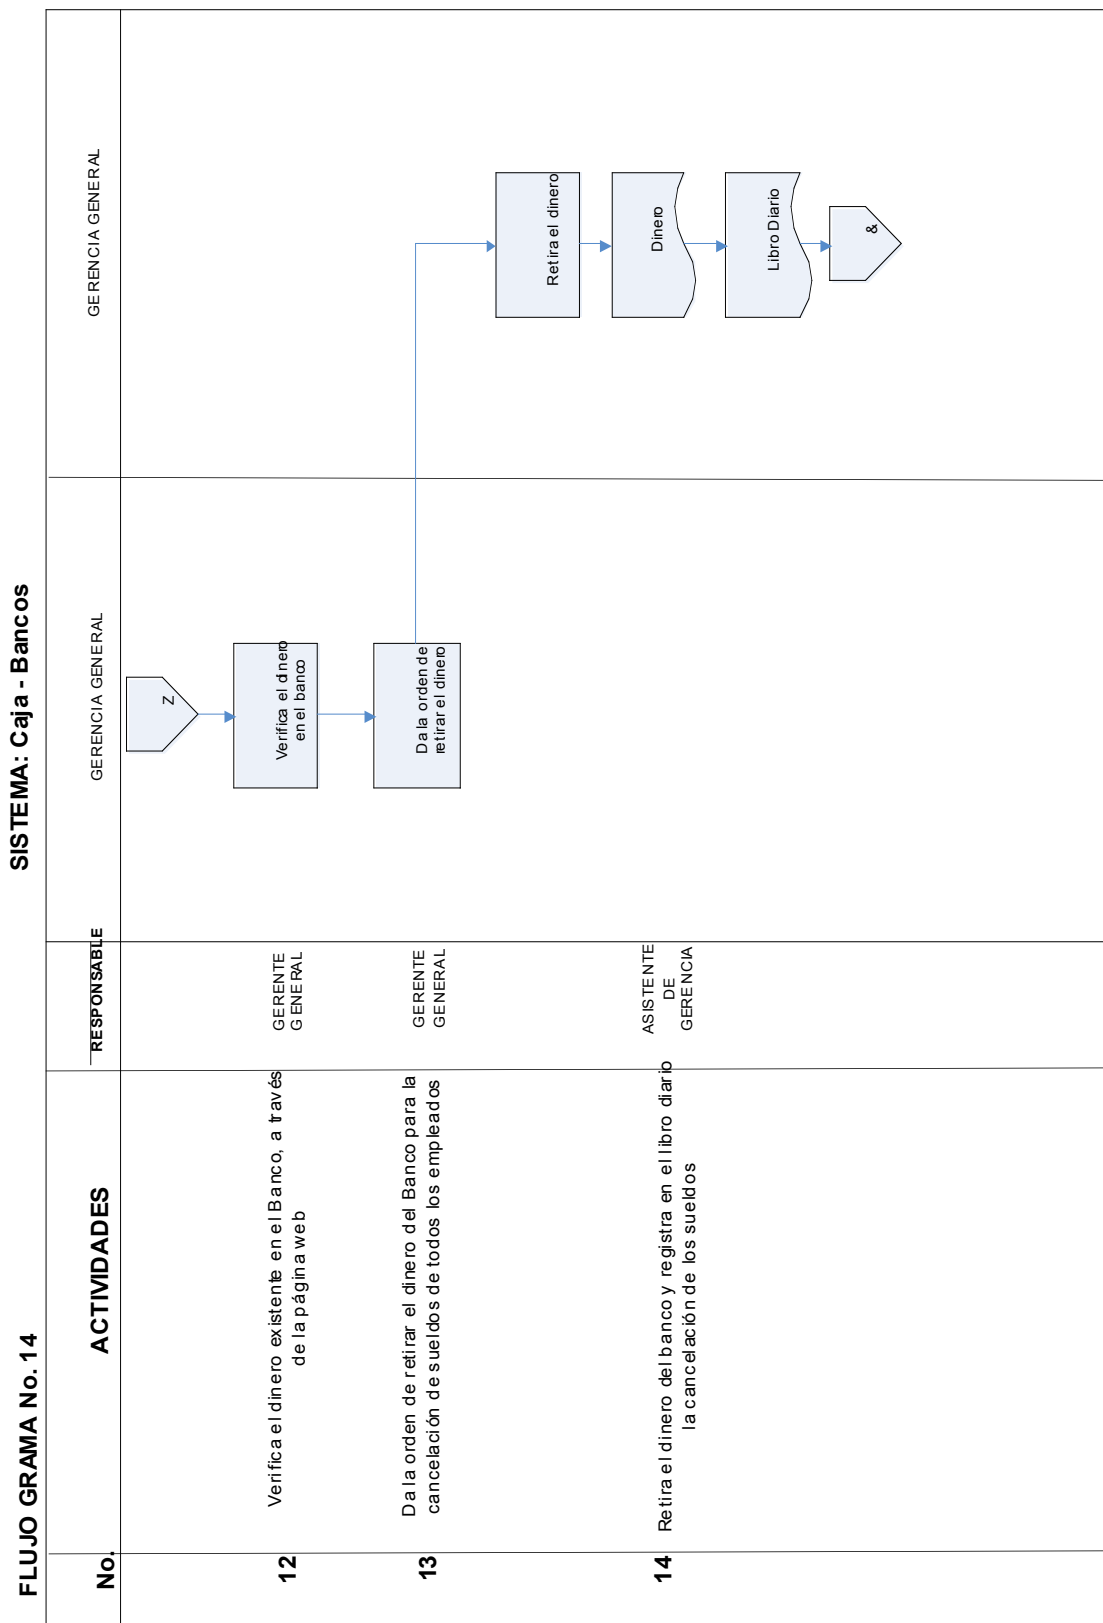 FLUJO GRAMA No. 14
SISTEMA: Caja - Bancos
No.
ACTIVIDADES
RESPONSABLE
GERENCIA GENERAL
GERENCIA GENERAL
Z
12
Verifica el dinero existente en el Banco, a través
de la página web
GERENTE
GENERAL
Verifica el dinero
en el banco
13
Da la orden de retirar el dinero del Banco para la
cancelación de sueldos de todos los empleados
GERENTE
GENERAL
Da la orden de
retirar el dinero
14
Retira el dinero del banco y registra en el libro diario
la cancelación de los sueldos
ASISTENTE
DE
GERENCIA
Retira el dinero
Dinero
Libro Diario
&